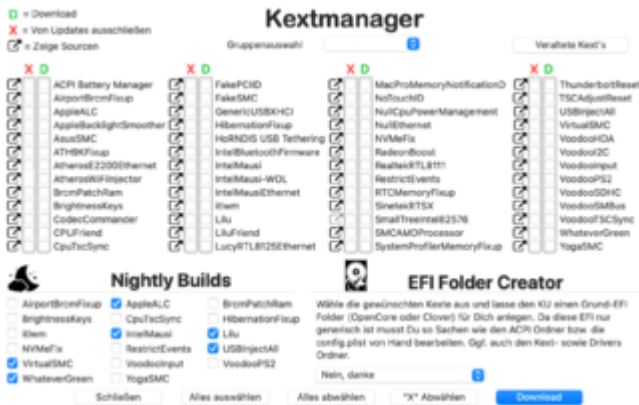 D = Download
Kextmanager
X = Von Updates ausschließen
= Zeige Sourcen
Gruppenauswahl
Veraltete Kext's
X D
X D
X D
X D
ACPI Battery Manager
AirportBrcmFixup
AppleALC
AppleBacklightSmoother
AsusSMC
ATH9KFixup
AtherosE2200Ethernet
AtherosWiFiInjector
BrcmPatchRam
BrightnessKeys
CodecCommander
CPUFriend
CpuTscSync
FakePCIID
FakeSMC
GenericUSBXHCI
HibernationFixup
HoRNDIS USB Tethering
IntelBluetoothFirmware
IntelMausi
IntelMausi-WOL
IntelMausiEthernet
itlwm
Lilu
LiluFriend
LucyRTL8125Ethernet
MacProMemoryNotificationD
NoTouchID
NullCpuPowerManagement
NullEthernet
NVMeFix
RadeonBoost
RealtekRTL8111
RestrictEvents
RTCMemoryFixup
SinetekRTSX
SmallTreeIntel82576
SMCAMDProcessor
SystemProfilerMemoryFixup
ThunderboltReset
TSCAdjustReset
USBInjectAll
VirtualSMC
VoodooHDA
VoodooI2C
VoodooInput
VoodooPS2
VoodooSDHC
VoodooSMBus
VoodooTSCSync
WhateverGreen
YogaSMC
Nightly Builds
AirportBrcmFixup
AppleALC
BrcmPatchRam
BrightnessKeys
CpuTscSync
HibernationFixup
itlwm
IntelMausi
Lilu
NVMeFix
RestrictEvents
USBInjectAll
VirtualSMC
VoodooInput
VoodooPS2
WhateverGreen
YogaSMC
EFI Folder Creator
Wähle die gewünschten Kexte aus und lasse den KU einen Grund-EFI
Folder (OpenCore oder Clover) für Dich anlegen. Da diese EFI nur
generisch ist musst Du so Sachen wie den ACPI Ordner bzw. die
config.plist von Hand bearbeiten. Ggf. auch den Kext- sowie Drivers
Ordner.
Nein, danke
Schließen
Alles auswählen
Alles abwählen
"X" Abwählen
Download